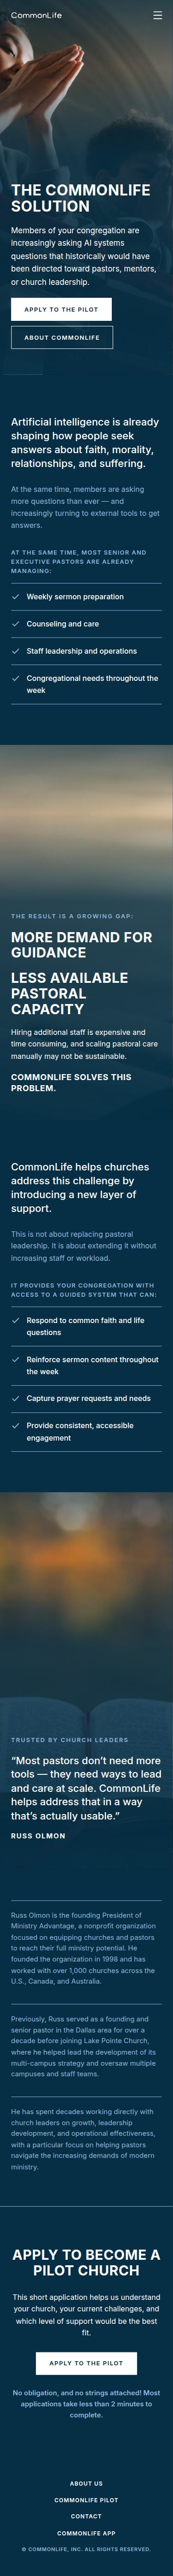 CommonLife
THE COMMONLIFE
SOLUTION
Members of your congregation are
increasingly asking AI systems
questions that historically would have
been directed toward pastors, mentors,
or church leadership.
APPLY TO THE PILOT
ABOUT COMMONLIFE
Artificial intelligence is already
shaping how people seek
answers about faith, morality,
relationships, and suffering.
At the same time, members are asking
more questions than ever — and
increasingly turning to external tools to get
answers.
AT THE SAME TIME, MOST SENIOR AND
EXECUTIVE PASTORS ARE ALREADY
MANAGING:
Weekly sermon preparation
Counseling and care
Staff leadership and operations
Congregational needs throughout the
week
THE RESULT IS A GROWING GAP:
MORE DEMAND FOR
GUIDANCE
LESS AVAILABLE
PASTORAL
CAPACITY
Hiring additional staff is expensive and
time consuming, and scaling pastoral care
manually may not be sustainable.
COMMONLIFE SOLVES THIS
PROBLEM.
CommonLife helps churches
address this challenge by
introducing a new layer of
support.
This is not about replacing pastoral
leadership. It is about extending it without
increasing staff or workload.
IT PROVIDES YOUR CONGREGATION WITH
ACCESS TO A GUIDED SYSTEM THAT CAN:
Respond to common faith and life
questions
Reinforce sermon content throughout
the week
Capture prayer requests and needs
Provide consistent, accessible
engagement
TRUSTED BY CHURCH LEADERS
“Most pastors don’t need more
tools — they need ways to lead
and care at scale. CommonLife
helps address that in a way
that’s actually usable.”
RUSS OLMON
Russ Olmon is the founding President of
Ministry Advantage, a nonprofit organization
focused on equipping churches and pastors
to reach their full ministry potential. He
founded the organization in 1998 and has
worked with over 1,000 churches across the
U.S., Canada, and Australia.
Previously, Russ served as a founding and
senior pastor in the Dallas area for over a
decade before joining Lake Pointe Church,
where he helped lead the development of its
multi-campus strategy and oversaw multiple
campuses and staff teams.
He has spent decades working directly with
church leaders on growth, leadership
development, and operational effectiveness,
with a particular focus on helping pastors
navigate the increasing demands of modern
ministry.
APPLY TO BECOME A
PILOT CHURCH
This short application helps us understand
your church, your current challenges, and
which level of support would be the best
fit.
APPLY TO THE PILOT
No obligation, and no strings attached! Most
applications take less than 2 minutes to
complete.
ABOUT US
COMMONLIFE PILOT
CONTACT
COMMONLIFE APP
© COMMONLIFE, INC. ALL RIGHTS RESERVED.